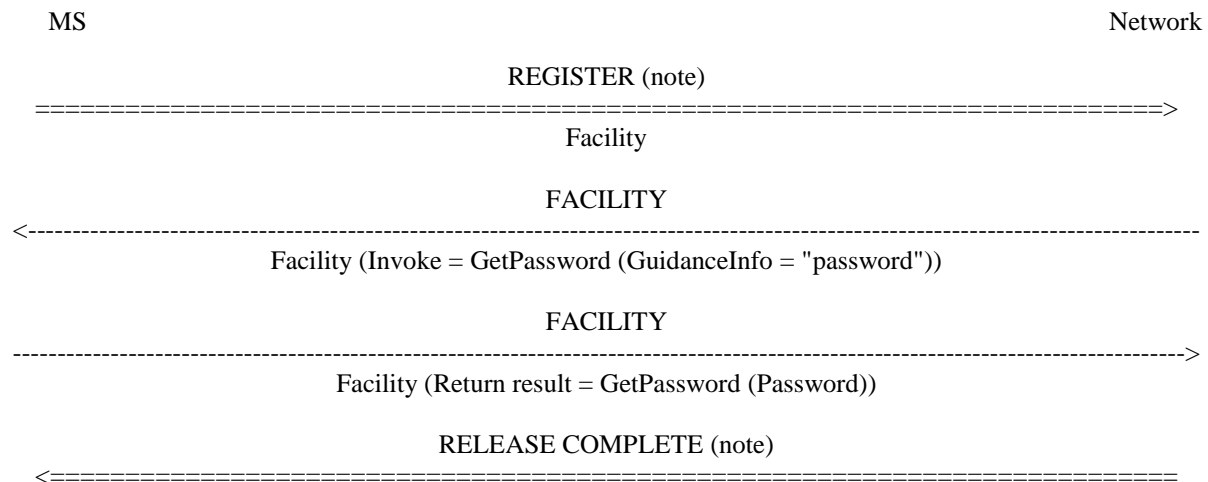 MS Network
REGISTER (note)
===========================================================================>
Facility
FACILITY
<------------------------------------------------------------------------------------------------------------------------------------
Facility (Invoke = GetPassword (GuidanceInfo = "password"))
FACILITY
------------------------------------------------------------------------------------------------------------------------------------>
Facility (Return result = GetPassword (Password))
RELEASE COMPLETE (note)
<===========================================================================